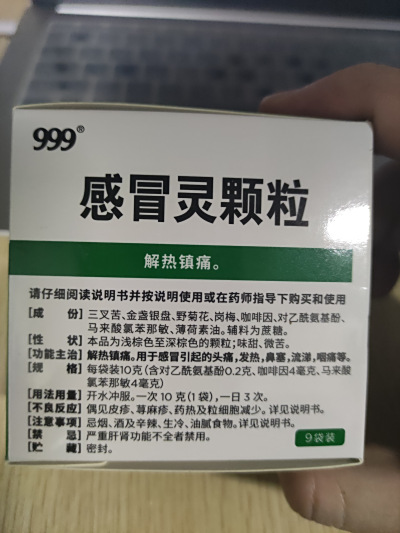 999®
感冒灵颗粒
解热镇痛。
请仔细阅读说明书并按说明使用或在药师指导下购买和使用
[成 份] 三叉苦、金盏银盘、野菊花、岗梅、咖啡因、对乙酰氨基酚、
马来酸氯苯那敏、薄荷素油。辅料为蔗糖。
[性 状] 本品为浅棕色至深棕色的颗粒；味甜、微苦。
[功能主治] 解热镇痛。用于感冒引起的头痛，发热，鼻塞，流涕，咽痛等。
[规 格] 每袋装10克(含对乙酰氨基酚0.2克、咖啡因4毫克、马来酸
氯苯那敏4毫克)
[用法用量] 开水冲服。一次 10 克(1 袋)，一日 3 次。
[不良反应] 偶见皮疹、荨麻疹、药热及粒细胞减少。详见说明书。
[注意事项] 忌烟、酒及辛辣、生冷、油腻食物。详见说明书。
[禁 忌] 严重肝肾功能不全者禁用。
[贮 藏] 密封。
9袋装